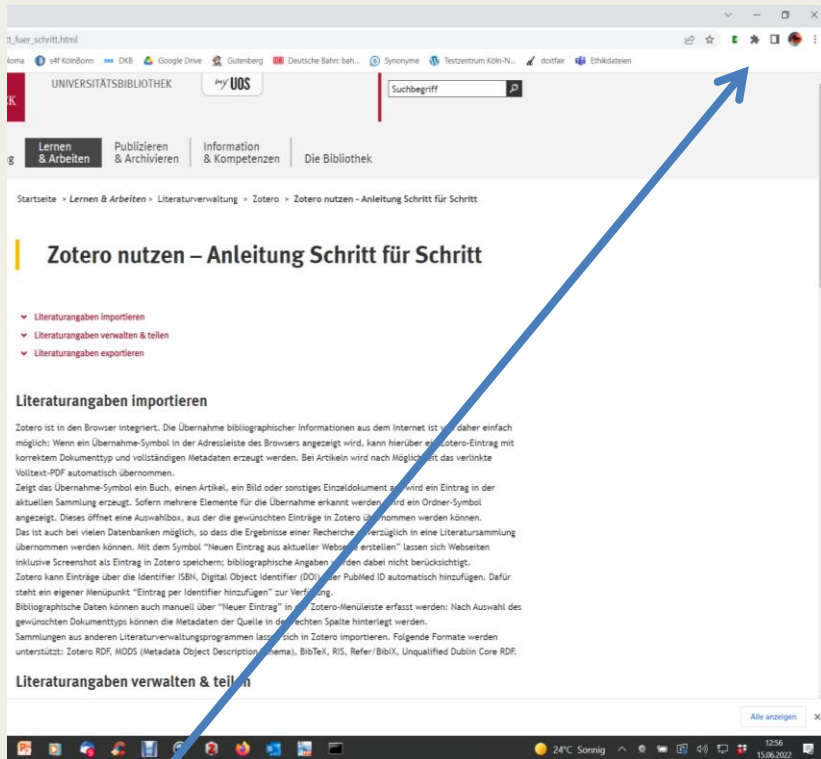 tt_fuer_schritt.html
s4f KölnBonn DKB Google Drive Gutenberg Deutsche Bahn: bah... Synonyme Testzentrum Köln-N... doitfair Ethikdateien
UNIVERSITÄTSBIBLIOTHEK my UOS Suchbegriff
Lernen & Arbeiten
Publizieren & Archivieren
Information & Kompetenzen
Die Bibliothek
Startseite > Lernen & Arbeiten > Literaturverwaltung > Zotero > Zotero nutzen - Anleitung Schritt für Schritt
Zotero nutzen – Anleitung Schritt für Schritt
Literaturangaben importieren
Literaturangaben verwalten & teilen
Literaturangaben exportieren
Literaturangaben importieren
Zotero ist in den Browser integriert. Die Übernahme bibliographischer Informationen aus dem Internet ist daher einfach
möglich: Wenn ein Übernahme-Symbol in der Adressleiste des Browsers angezeigt wird, kann hierüber ein Zotero-Eintrag mit
korrektem Dokumenttyp und vollständigen Metadaten erzeugt werden. Bei Artikeln wird nach Möglichkeit das verlinkte
Volltext-PDF automatisch übernommen.
Zeigt das Übernahme-Symbol ein Buch, einen Artikel, ein Bild oder sonstiges Einzeldokument an, wird ein Eintrag in der
aktuellen Sammlung erzeugt. Sofern mehrere Elemente für die Übernahme erkannt werden, wird ein Ordner-Symbol
angezeigt. Dieses öffnet eine Auswahlbox, aus der die gewünschten Einträge in Zotero übernommen werden können.
Das ist auch bei vielen Datenbanken möglich, so dass die Ergebnisse einer Recherche unverzüglich in eine Literatursammlung
übernommen werden können. Mit dem Symbol "Neuen Eintrag aus aktueller Webseite erstellen" lassen sich Webseiten
inklusive Screenshot als Eintrag in Zotero speichern; bibliographische Angaben werden dabei nicht berücksichtigt.
Zotero kann Einträge über die Identifier ISBN, Digital Object Identifier (DOI) oder PubMed ID automatisch hinzufügen. Dafür
steht ein eigener Menüpunkt "Eintrag per Identifier hinzufügen" zur Verfügung.
Bibliographische Daten können auch manuell über "Neuer Eintrag" in der Zotero-Menüleiste erfasst werden: Nach Auswahl des
gewünschten Dokumenttyps können die Metadaten der Quelle in der rechten Spalte hinterlegt werden.
Sammlungen aus anderen Literaturverwaltungsprogrammen lassen sich in Zotero importieren. Folgende Formate werden
unterstützt: Zotero RDF, MODS (Metadata Object Description Schema), BibTeX, RIS, Refer/BibIX, Unqualified Dublin Core RDF.
Literaturangaben verwalten & teilen
Alle anzeigen
24°C Sonnig 12:56
15.06.2022